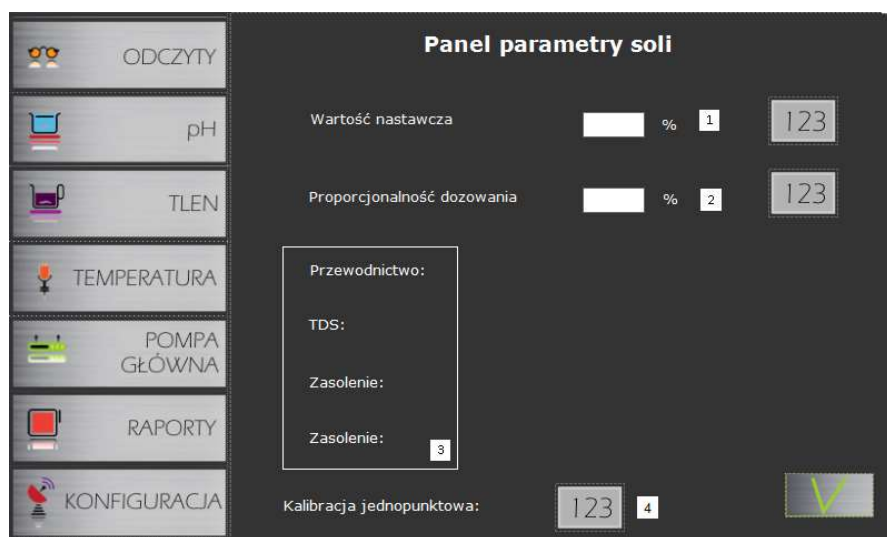 ODCZYTY
pH
TLEN
TEMPERATURA
POMPA
GŁÓWNA
RAPORTY
KONFIGURACJA
Panel parametry soli
Wartość nastawcza % 1 123
Proporcjonalność dozowania % 2 123
Przewodnictwo:
TDS:
Zasolenie:
Zasolenie: 3
Kalibracja jednopunktowa: 123 4